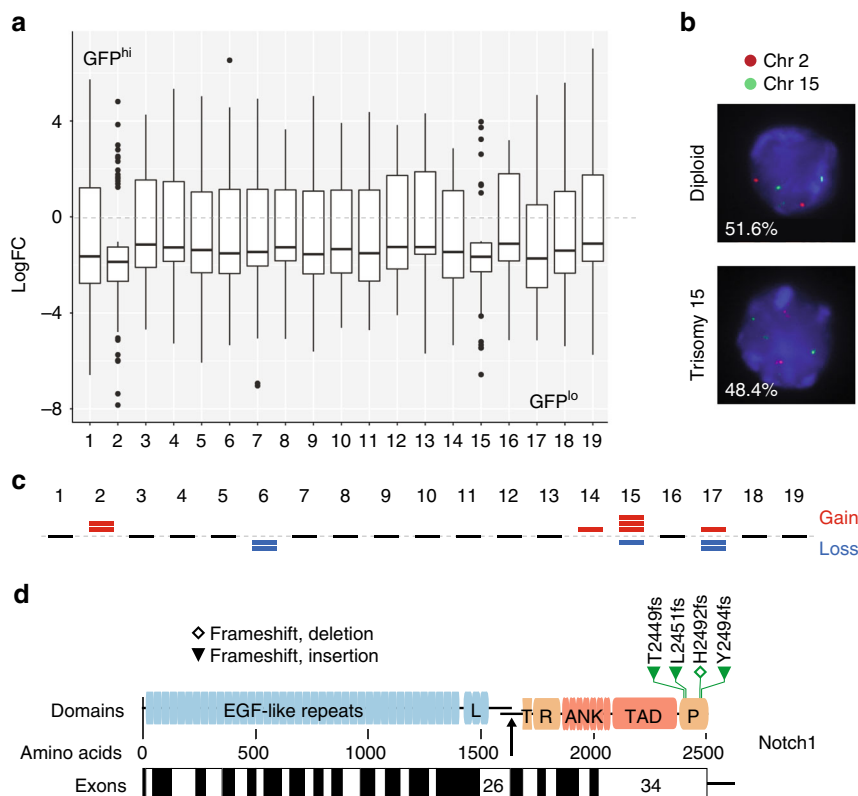 a
GFPhi
LogFC
4
0
−4
−8
GFPlo
1 2 3 4 5 6 7 8 9 10 11 12 13 14 15 16 17 18 19
b
Chr 2
Chr 15
Diploid
51.6%
Trisomy 15
48.4%
c
1 2 3 4 5 6 7 8 9 10 11 12 13 14 15 16 17 18 19
Gain
Loss
d
Frameshift, deletion
Frameshift, insertion
T2449fs
L2451fs
H2492fs
Y2494fs
Domains EGF-like repeats L T R ANK TAD P
Amino acids 0 500 1000 1500 2000 2500
Notch1
Exons 26 34